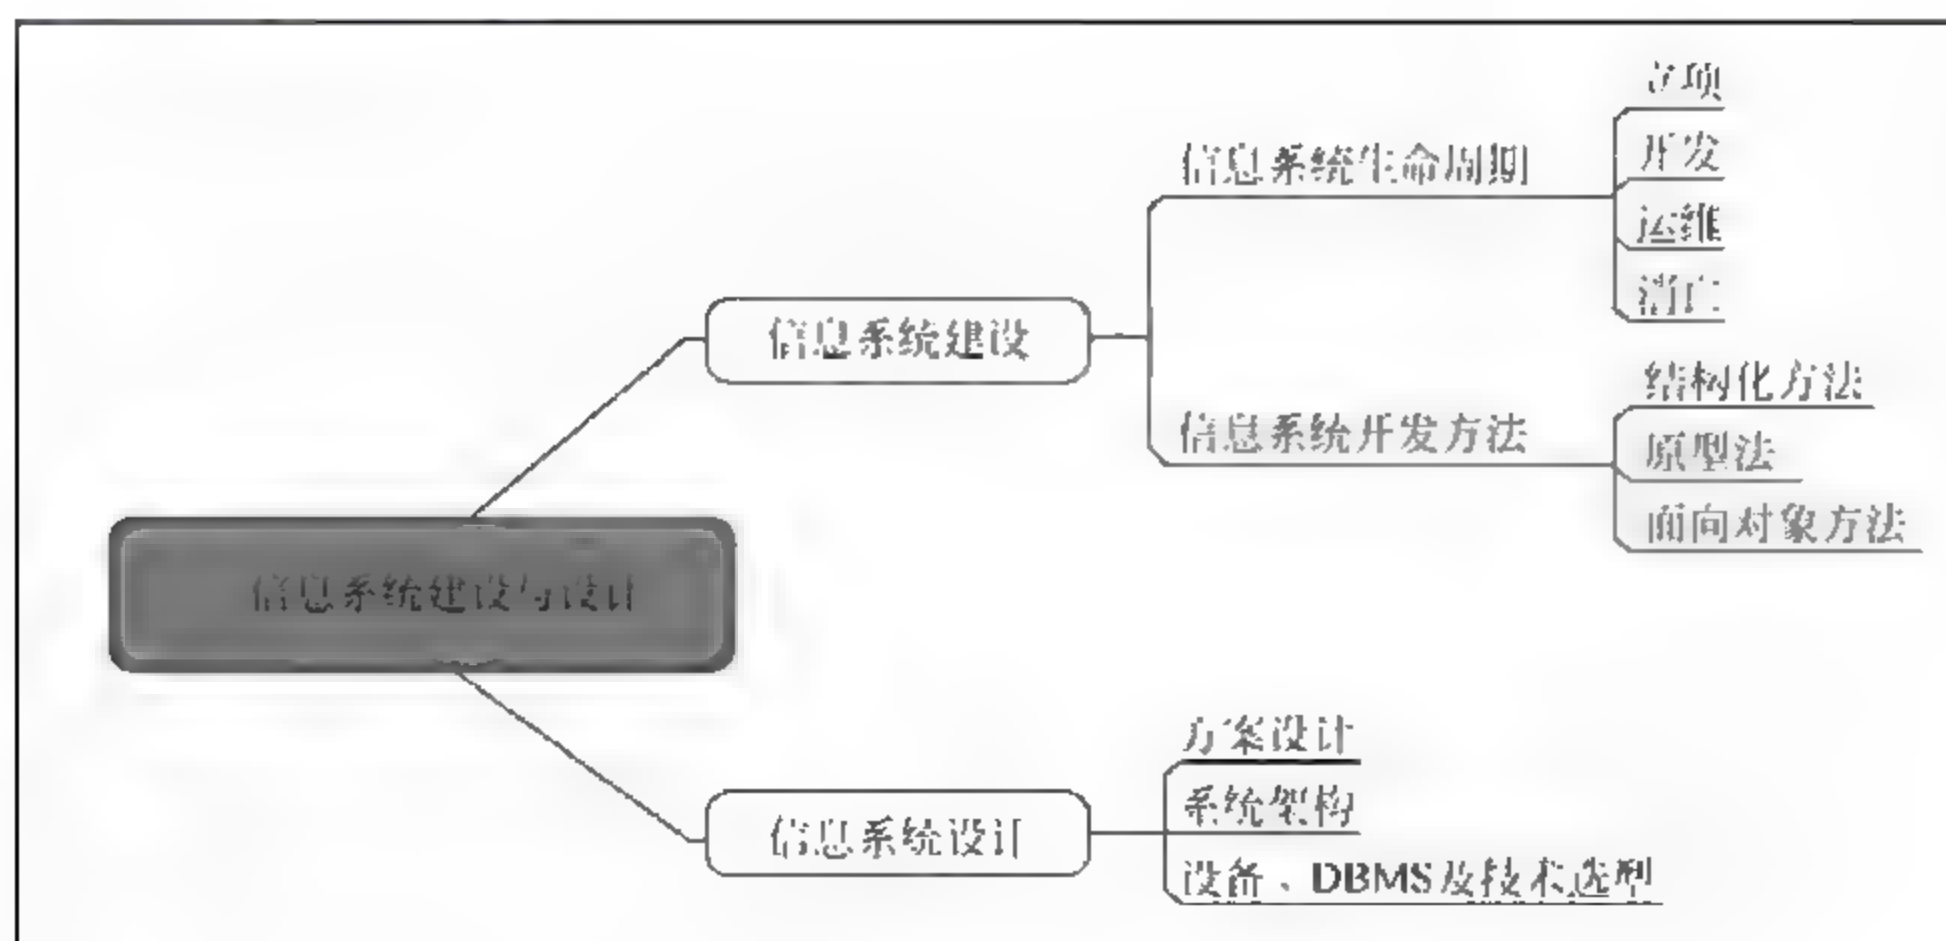 立项
信息系统生命周期
开发
运维
消亡
信息系统建设
结构化方法
信息系统开发方法
原型法
面向对象方法
信息系统建设与设计
方案设计
系统架构
信息系统设计
设备、DBMS及技术选型